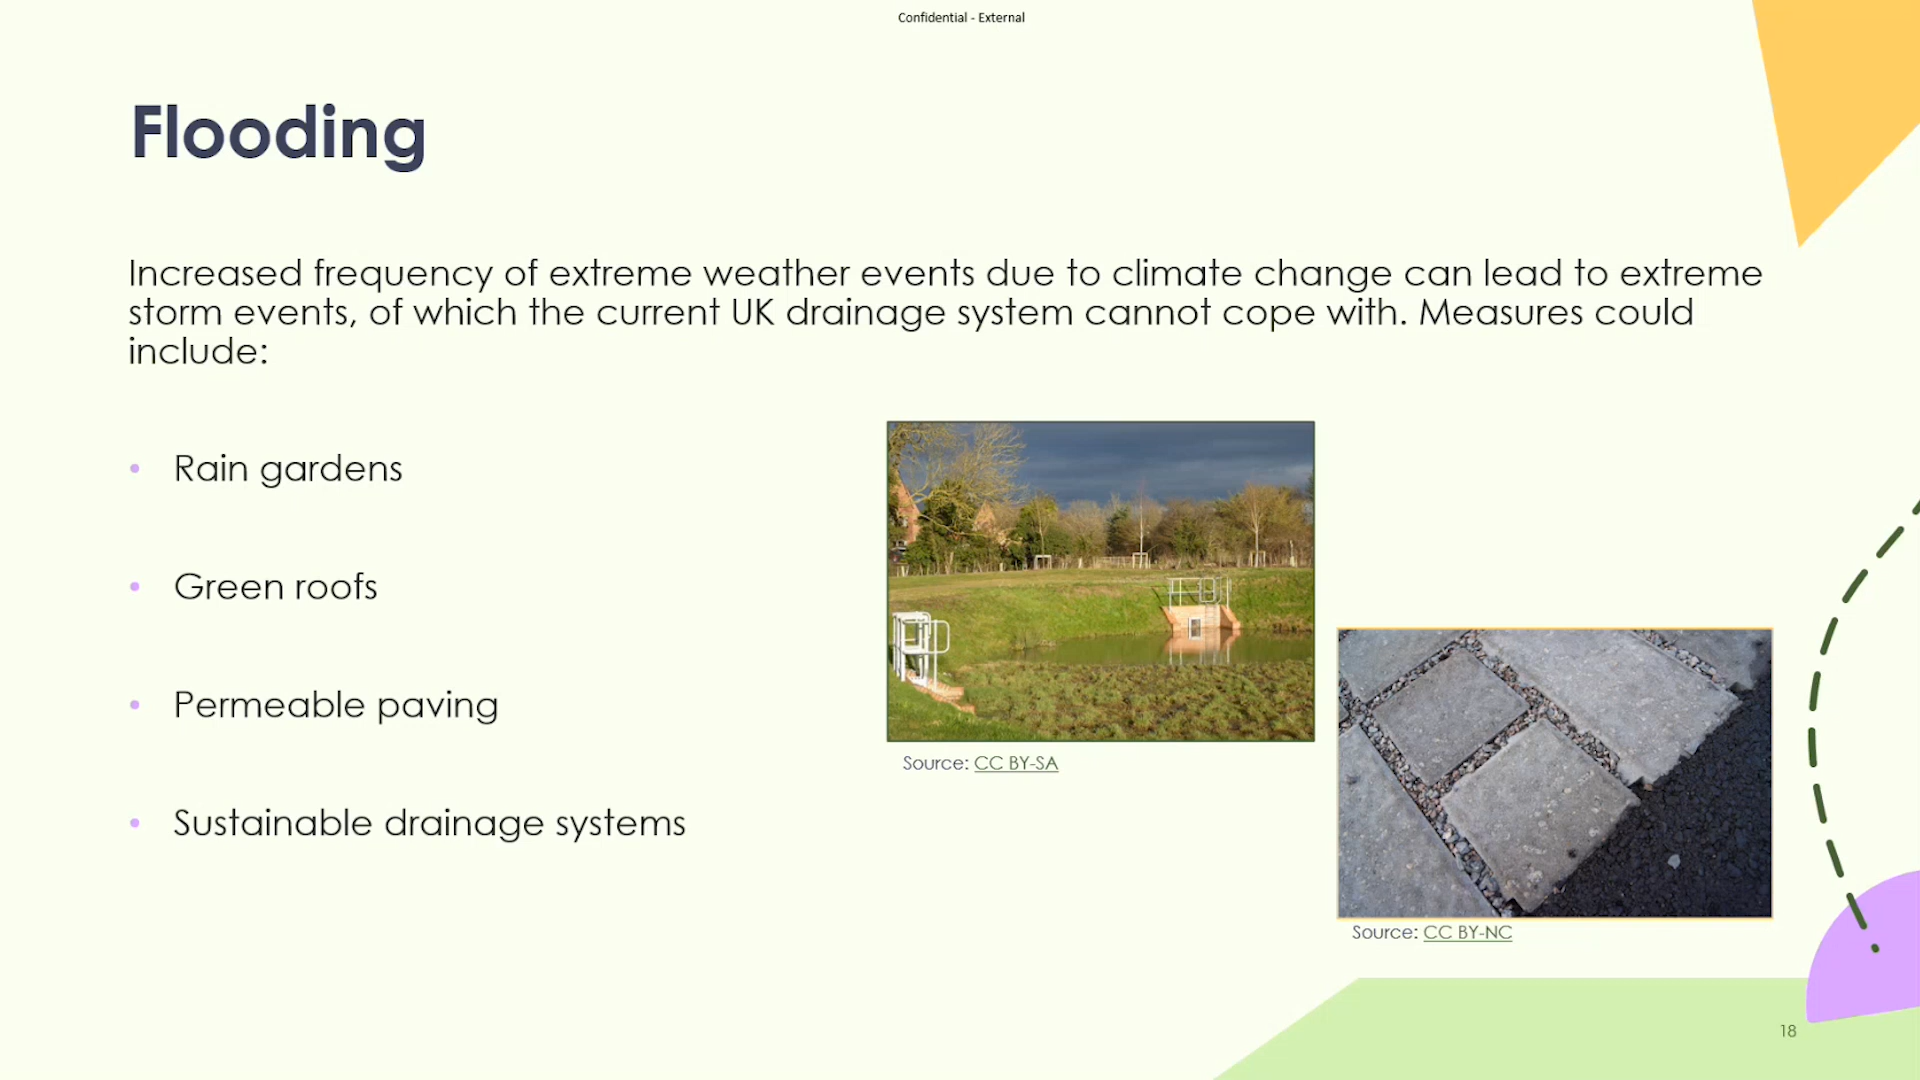 Confidential - External
Flooding
Increased frequency of extreme weather events due to climate change can lead to extreme
storm events, of which the current UK drainage system cannot cope with. Measures could
include:
• Rain gardens
• Green roofs
• Permeable paving
• Sustainable drainage systems
Source: CC BY-SA
Source: CC BY-NC
18